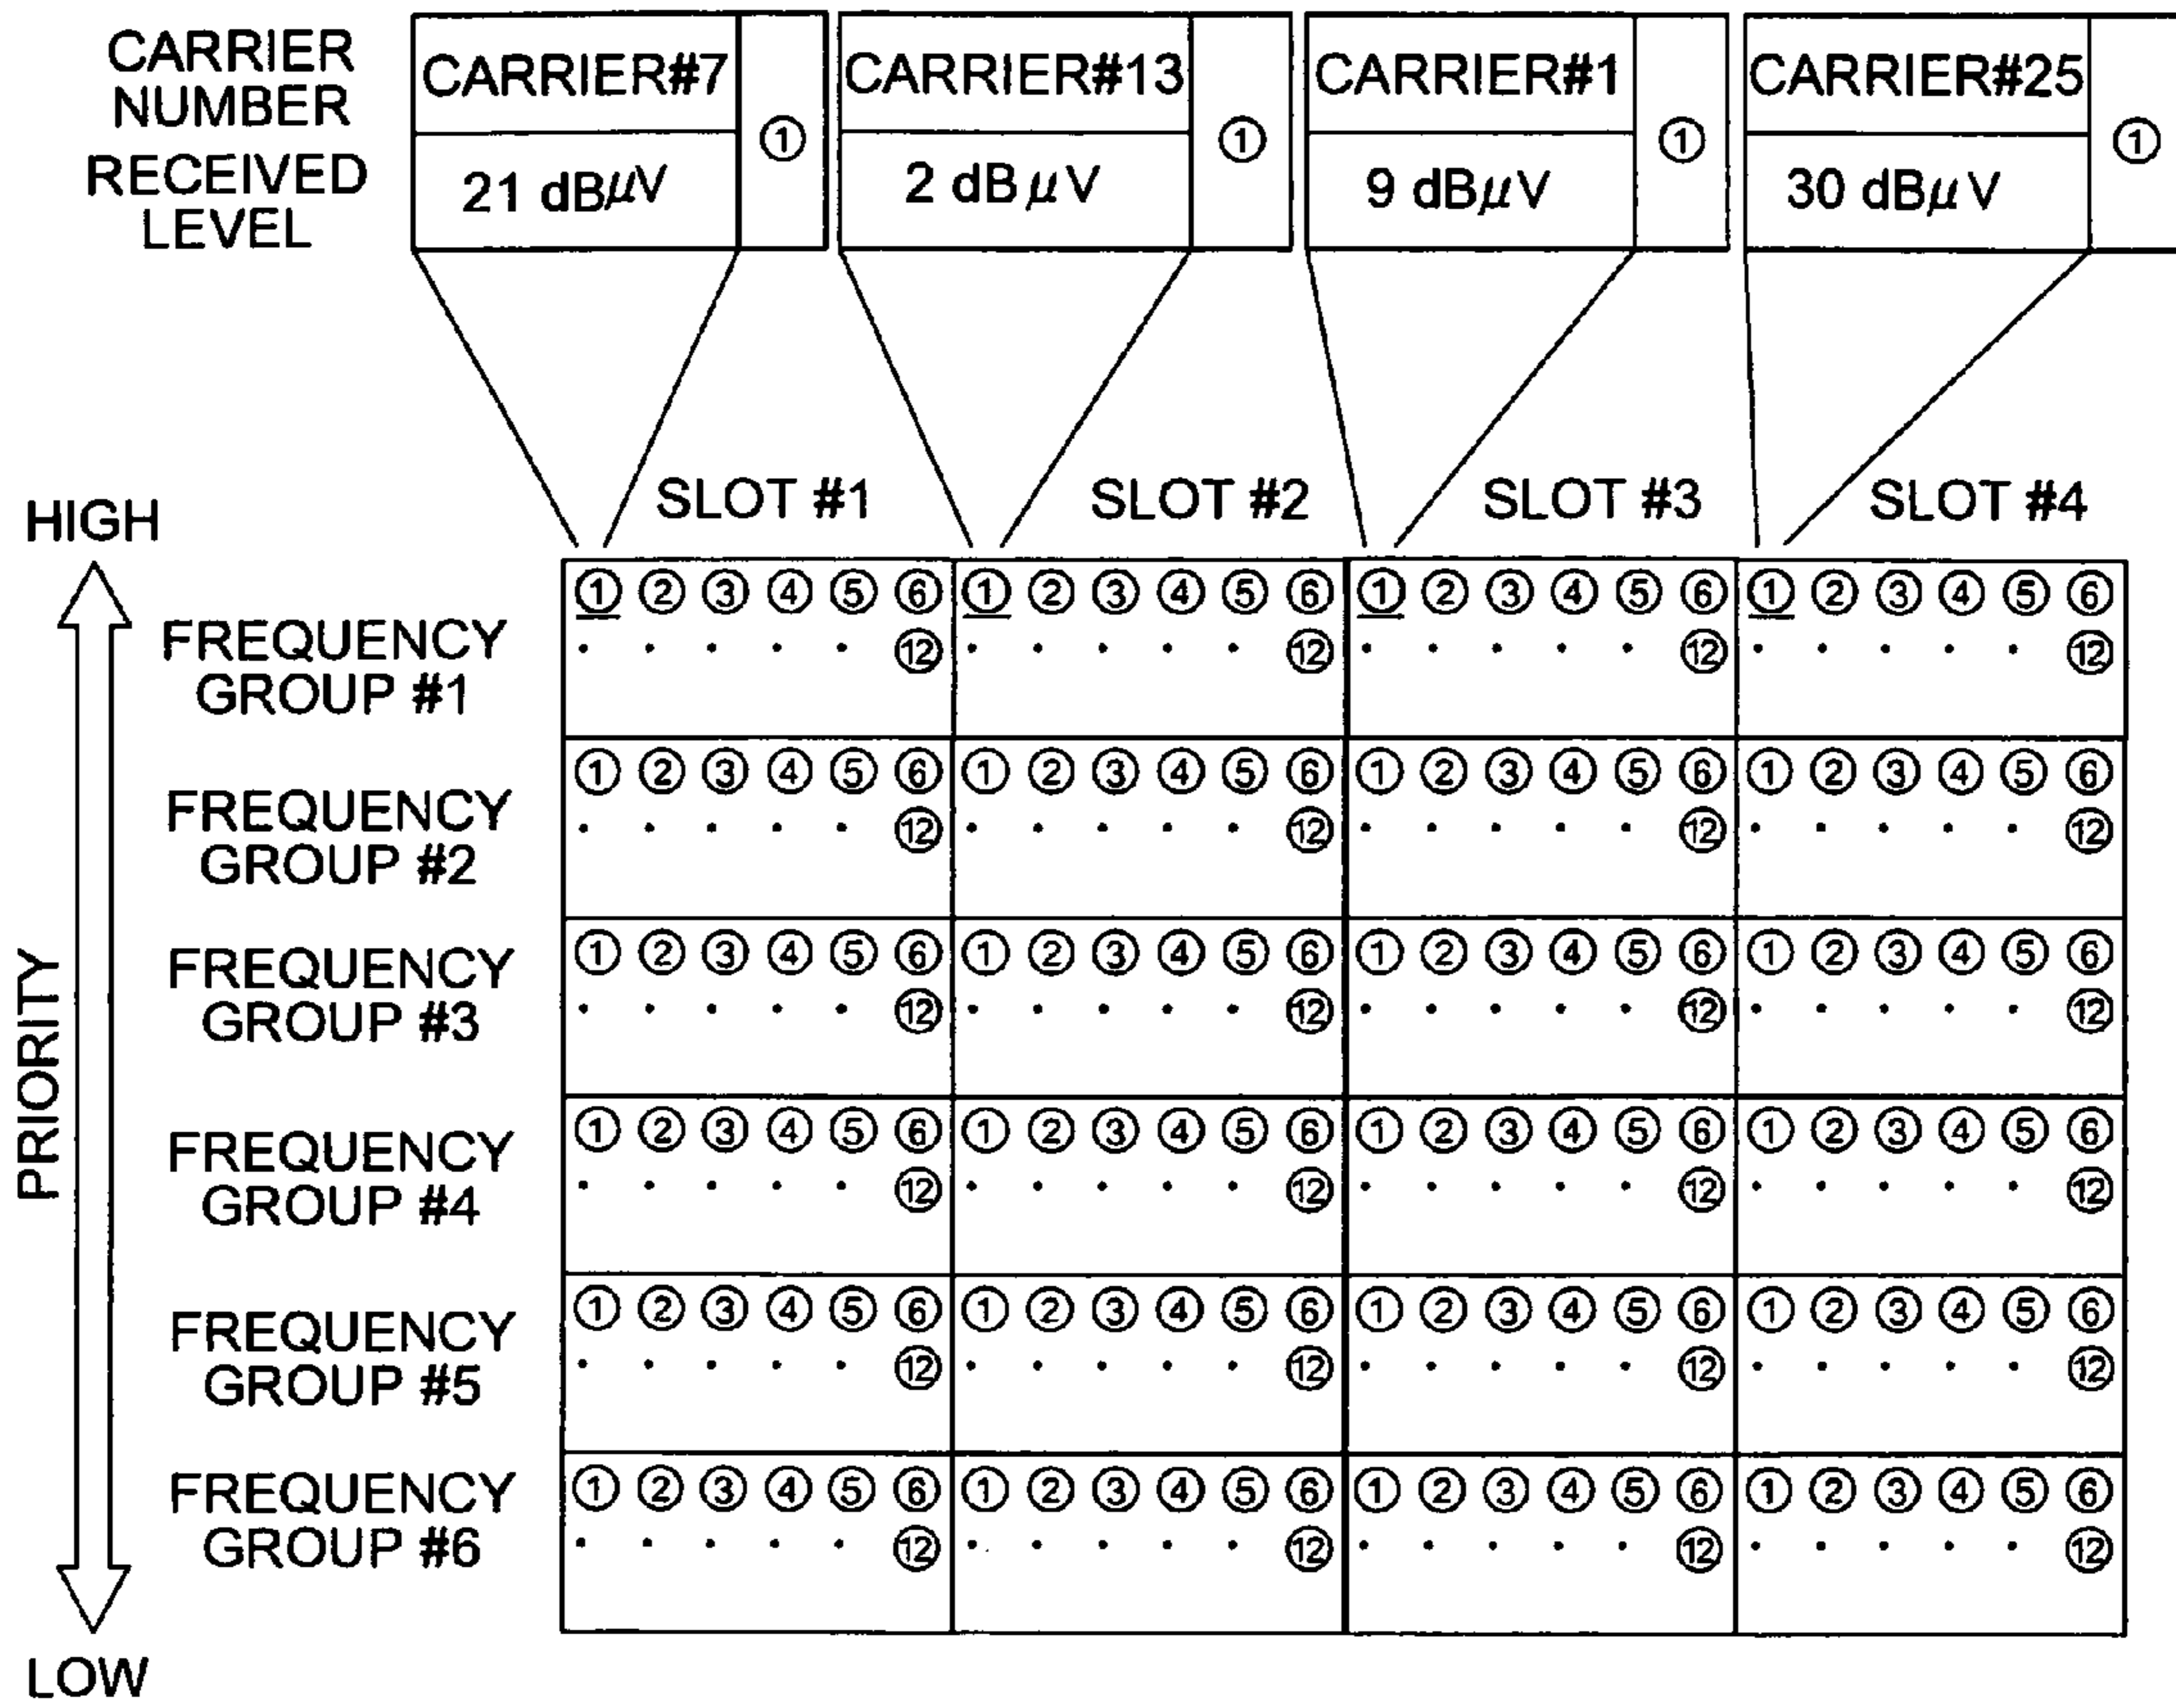 CARRIER NUMBER CARRIER#7 ① CARRIER#13 ① CARRIER#1 ① CARRIER#25 ①
RECEIVED LEVEL 21 dBμV 2 dBμV 9 dBμV 30 dBμV
SLOT #1 SLOT #2 SLOT #3 SLOT #4
HIGH
PRIORITY
LOW
FREQUENCY
GROUP #1
① ② ③ ④ ⑤ ⑥ ① ② ③ ④ ⑤ ⑥ ① ② ③ ④ ⑤ ⑥ ① ② ③ ④ ⑤ ⑥
· · · · · ⑫ · · · · · ⑫ · · · · · ⑫ · · · · · ⑫
FREQUENCY
GROUP #2
① ② ③ ④ ⑤ ⑥ ① ② ③ ④ ⑤ ⑥ ① ② ③ ④ ⑤ ⑥ ① ② ③ ④ ⑤ ⑥
· · · · · ⑫ · · · · · ⑫ · · · · · ⑫ · · · · · ⑫
FREQUENCY
GROUP #3
① ② ③ ④ ⑤ ⑥ ① ② ③ ④ ⑤ ⑥ ① ② ③ ④ ⑤ ⑥ ① ② ③ ④ ⑤ ⑥
· · · · · ⑫ · · · · · ⑫ · · · · · ⑫ · · · · · ⑫
FREQUENCY
GROUP #4
① ② ③ ④ ⑤ ⑥ ① ② ③ ④ ⑤ ⑥ ① ② ③ ④ ⑤ ⑥ ① ② ③ ④ ⑤ ⑥
· · · · · ⑫ · · · · · ⑫ · · · · · ⑫ · · · · · ⑫
FREQUENCY
GROUP #5
① ② ③ ④ ⑤ ⑥ ① ② ③ ④ ⑤ ⑥ ① ② ③ ④ ⑤ ⑥ ① ② ③ ④ ⑤ ⑥
· · · · · ⑫ · · · · · ⑫ · · · · · ⑫ · · · · · ⑫
FREQUENCY
GROUP #6
① ② ③ ④ ⑤ ⑥ ① ② ③ ④ ⑤ ⑥ ① ② ③ ④ ⑤ ⑥ ① ② ③ ④ ⑤ ⑥
· · · · · ⑫ · · · · · ⑫ · · · · · ⑫ · · · · · ⑫